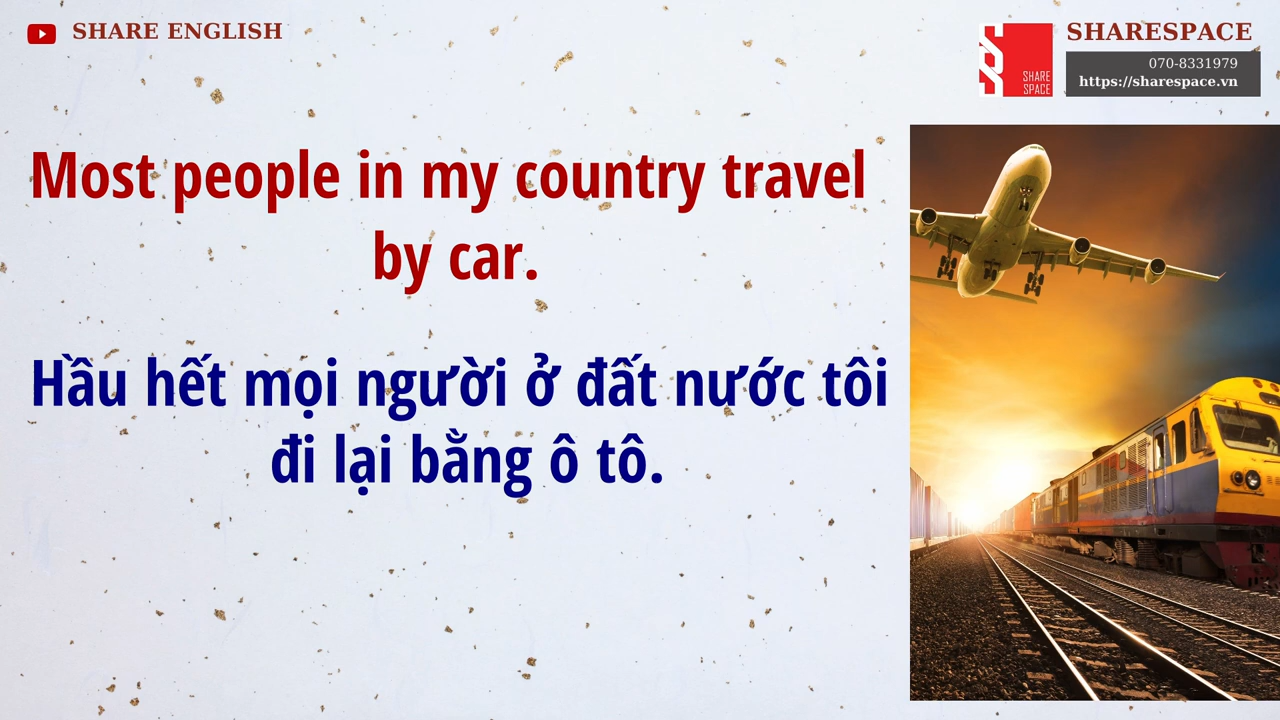 SHARE ENGLISH
SHARESPACE
070-8331979
https://sharespace.vn
SHARE
SPACE
Most people in my country travel
by car.
Hầu hết mọi người ở đất nước tôi
đi lại bằng ô tô.